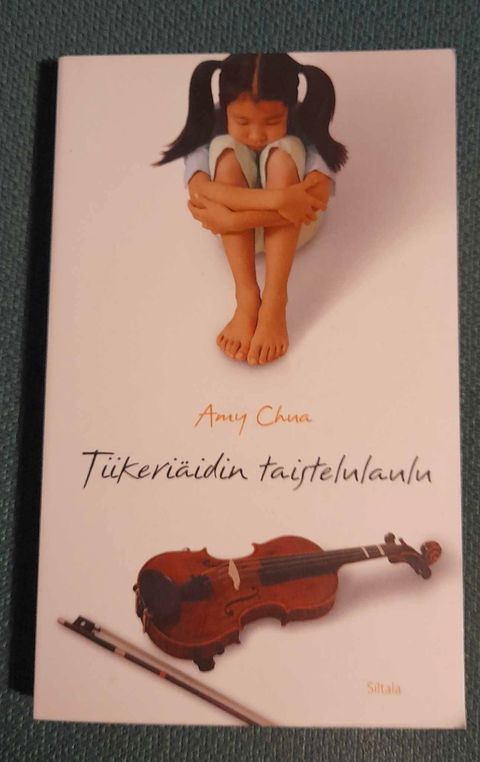 Amy Chua
Tiikeriäidin taistelulaulu
Siltala